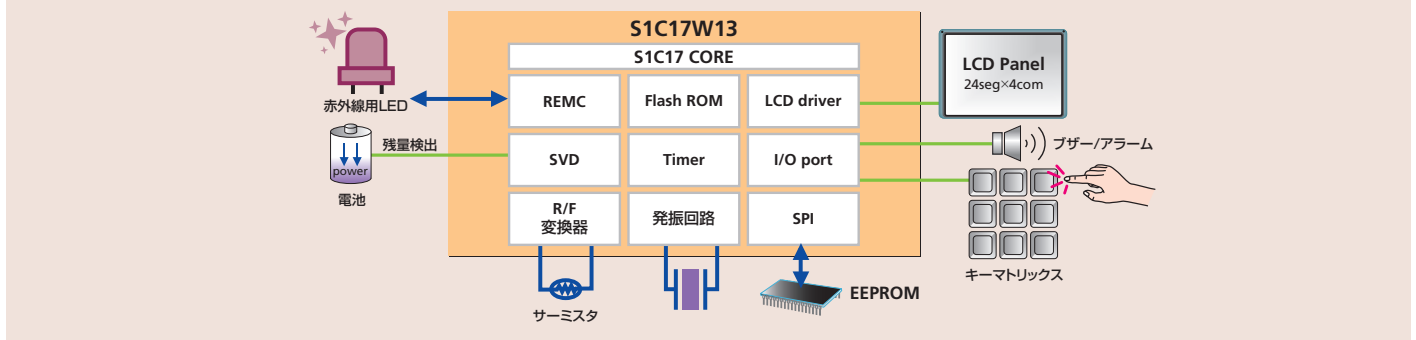 S1C17W13
S1C17 CORE
REMC
Flash ROM
LCD driver
SVD
Timer
I/O port
R/F
変換器
発振回路
SPI
赤外線用LED
残量検出
power
電池
サーミスタ
EEPROM
LCD Panel
24seg×4com
ブザー/アラーム
キーマトリックス